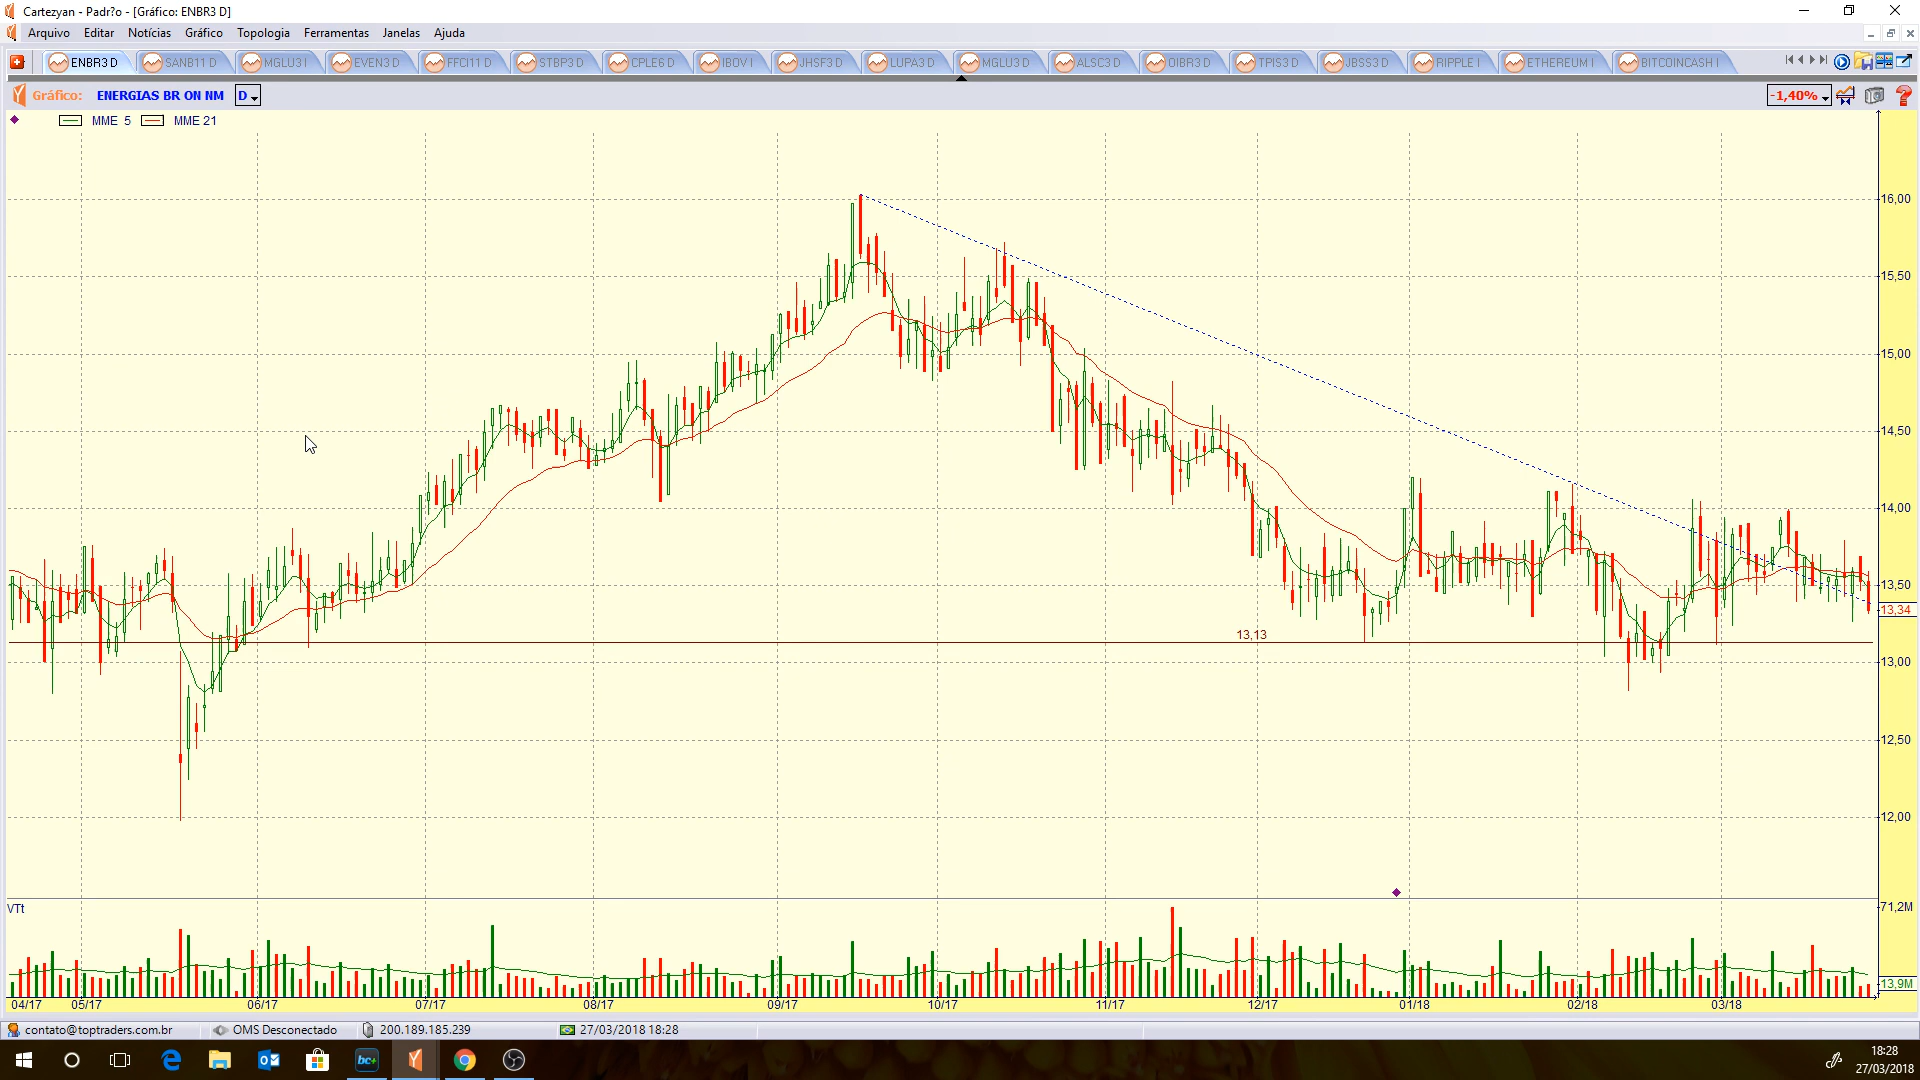 Cartezyan - Padr?o - [Gráfico: ENBR3 D]
Arquivo Editar Notícias Gráfico Topologia Ferramentas Janelas Ajuda
ENBR3 D SANB11 D MGLU3 I EVEN3 D FFCI11 D STBP3 D CPLE6 D IBOV I JHSF3 D LUPA3 D MGLU3 D ALSC3 D OIBR3 D TPIS3 D JBSS3 D RIPPLE I ETHEREUM I BITCOINCASH I
Gráfico: ENERGIAS BR ON NM D -1,40%
MME 5 MME 21
16,00
15,50
15,00
14,50
14,00
13,50
13,34
13,13
13,00
12,50
12,00
VTt
71,2M
13,9M
04/17 05/17 06/17 07/17 08/17 09/17 10/17 11/17 12/17 01/18 02/18 03/18
contato@toptraders.com.br OMS Desconectado 200.189.185.239 27/03/2018 18:28
bc+
18:28
27/03/2018